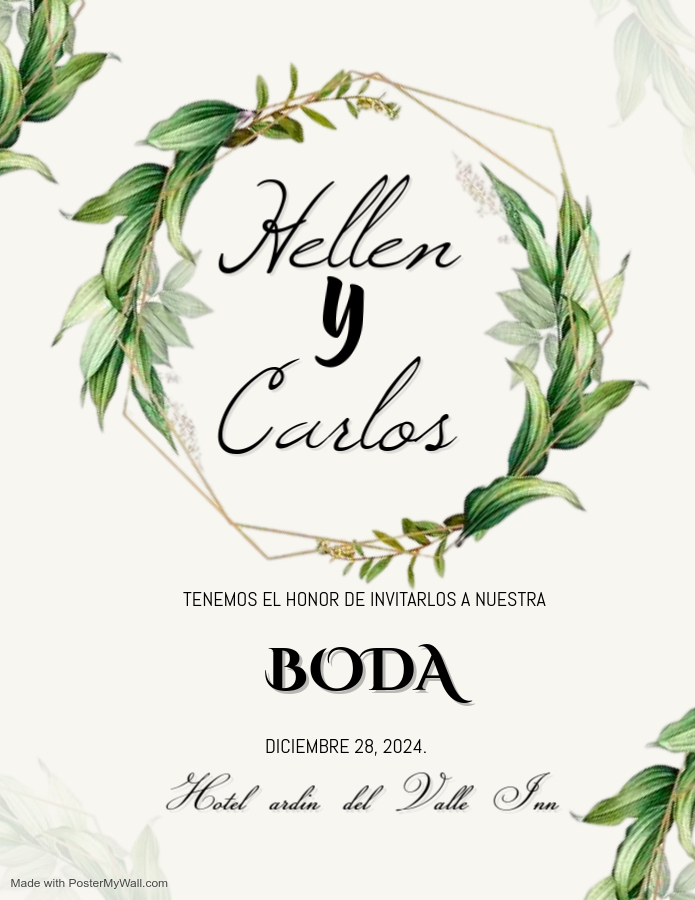 Hellen
y
Carlos
TENEMOS EL HONOR DE INVITARLOS A NUESTRA
BODA
DICIEMBRE 28, 2024.
Hotel ardin del Valle Inn
Made with PosterMyWall.com